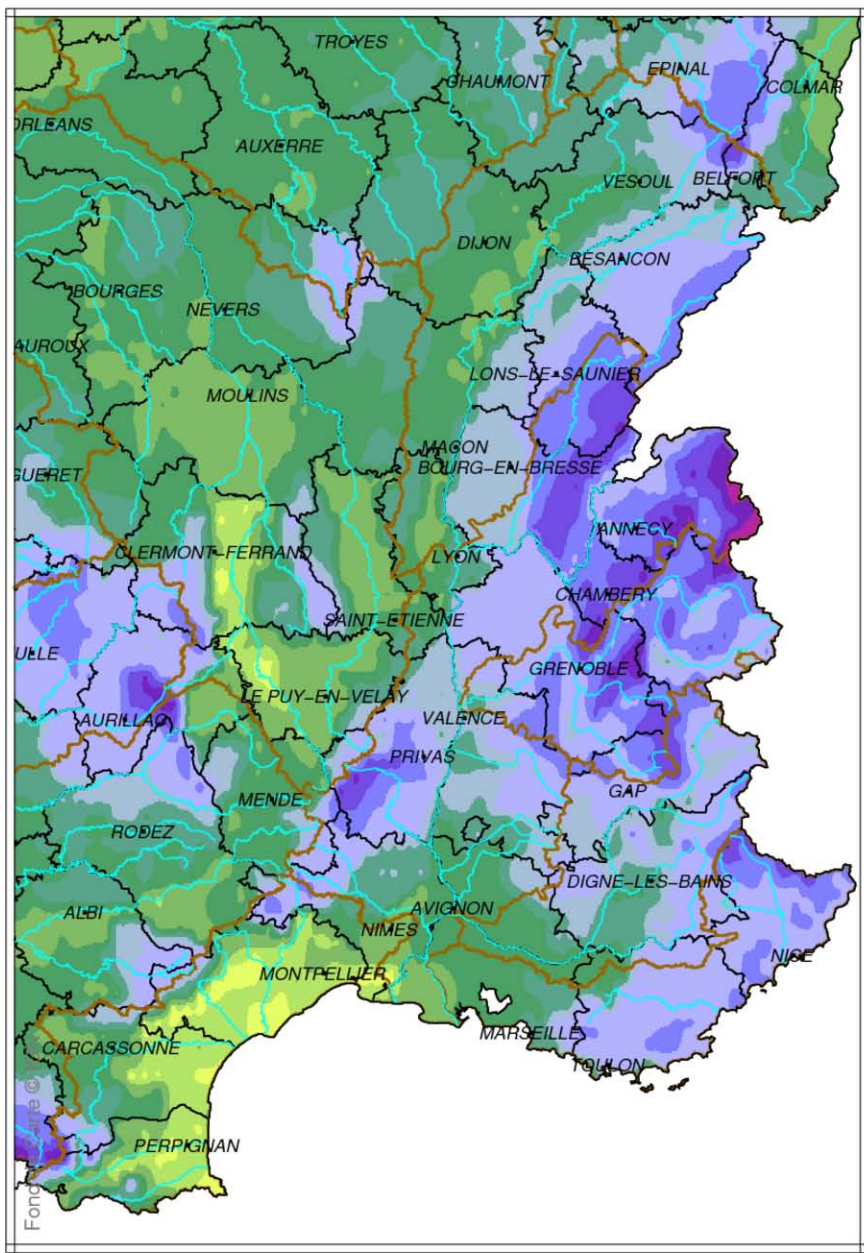 TROYES
CHAUMONT
EPINAL
COLMAR
ORLEANS
AUXERRE
VESOUL
BELFORT
DIJON
BESANCON
BOURGES
NEVERS
AUROUX
MOULINS
LONS-LE-SAUNIER
MACON
BOURG-EN-BRESSE
GUERET
ANNECY
CLERMONT-FERRAND
LYON
CHAMBERY
SAINT-ETIENNE
ULLE
GRENOBLE
LE PUY-EN-VELAY
AURILLAC
VALENCE
PRIVAS
GAP
MENDE
RODEZ
DIGNE-LES-BAINS
ALBI
AVIGNON
NIMES
NICE
MONTPELLIER
MARSEILLE
CARCASSONNE
TOULON
PERPIGNAN